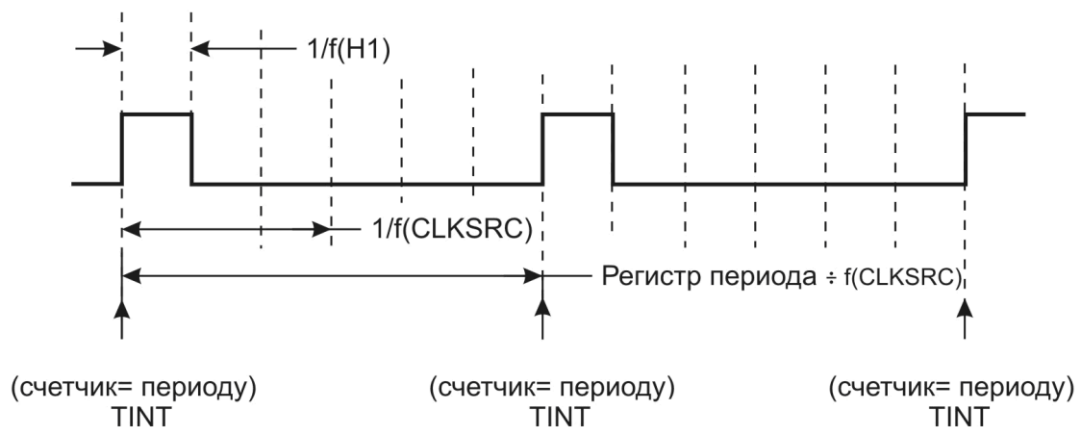 1/f(H1)
1/f(CLKSRC)
Регистр периода ÷ f(CLKSRC)
(счетчик= периоду)
TINT
(счетчик= периоду)
TINT
(счетчик= периоду)
TINT